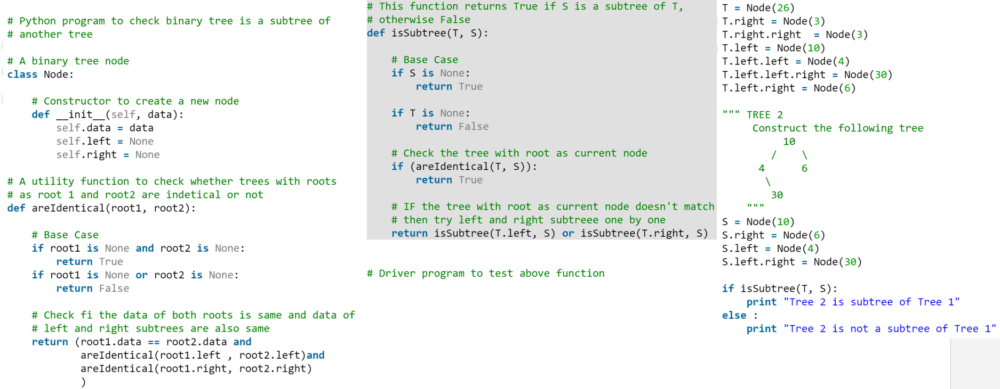 # Python program to check binary tree is a subtree of
# another tree

# A binary tree node
class Node:

    # Constructor to create a new node
    def __init__(self, data):
        self.data = data
        self.left = None
        self.right = None

# A utility function to check whether trees with roots
# as root 1 and root2 are indetical or not
def areIdentical(root1, root2):

    # Base Case
    if root1 is None and root2 is None:
        return True
    if root1 is None or root2 is None:
        return False

    # Check fi the data of both roots is same and data of
    # left and right subtrees are also same
    return (root1.data == root2.data and
            areIdentical(root1.left , root2.left)and
            areIdentical(root1.right, root2.right)
            )

# This function returns True if S is a subtree of T,
# otherwise False
def isSubtree(T, S):

    # Base Case
    if S is None:
        return True

    if T is None:
        return False

    # Check the tree with root as current node
    if (areIdentical(T, S)):
        return True

    # IF the tree with root as current node doesn't match
    # then try left and right subtreee one by one
    return isSubtree(T.left, S) or isSubtree(T.right, S)

# Driver program to test above function

T = Node(26)
T.right = Node(3)
T.right.right  = Node(3)
T.left = Node(10)
T.left.left = Node(4)
T.left.left.right = Node(30)
T.left.right = Node(6)

""" TREE 2
     Construct the following tree
          10
        /    \
      4      6
       \
        30
    """
S = Node(10)
S.right = Node(6)
S.left = Node(4)
S.left.right = Node(30)

if isSubtree(T, S):
    print "Tree 2 is subtree of Tree 1"
else :
    print "Tree 2 is not a subtree of Tree 1"